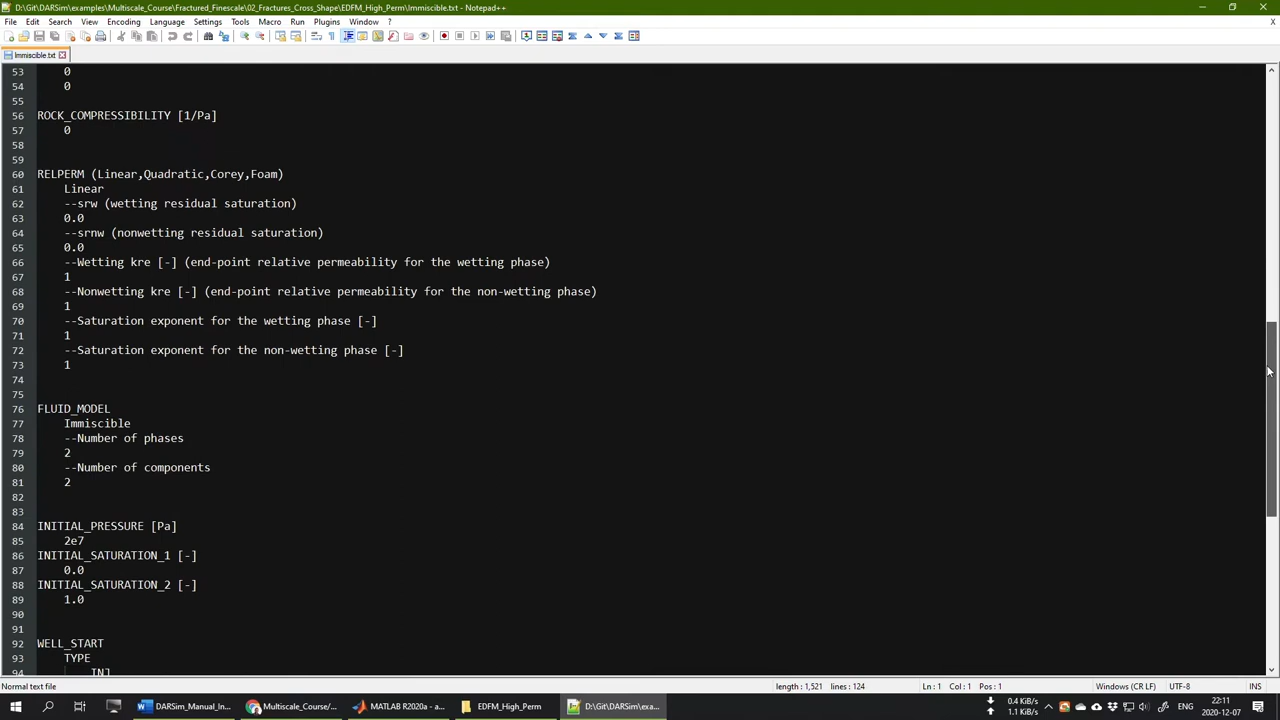 D:\Git\DARSim\examples\Multiscale_Course\Fractured_Finescale\02_Fractures_Cross_Shape\EDFM_High_Perm\Immiscible.txt - Notepad++
File Edit Search View Encoding Language Settings Tools Macro Run Plugins Window ? X
Immiscible.txt
53 0
54 0
55
56 ROCK_COMPRESSIBILITY [1/Pa]
57 0
58
59
60 RELPERM (Linear,Quadratic,Corey,Foam)
61 Linear
62 --srw (wetting residual saturation)
63 0.0
64 --srnw (nonwetting residual saturation)
65 0.0
66 --Wetting kre [-] (end-point relative permeability for the wetting phase)
67 1
68 --Nonwetting kre [-] (end-point relative permeability for the non-wetting phase)
69 1
70 --Saturation exponent for the wetting phase [-]
71 1
72 --Saturation exponent for the non-wetting phase [-]
73 1
74
75
76 FLUID_MODEL
77 Immiscible
78 --Number of phases
79 2
80 --Number of components
81 2
82
83
84 INITIAL_PRESSURE [Pa]
85 2e7
86 INITIAL_SATURATION_1 [-]
87 0.0
88 INITIAL_SATURATION_2 [-]
89 1.0
90
91
92 WELL_START
93 TYPE
94 INJ
Normal text file length : 1,521 lines : 124 Ln : 1 Col : 1 Pos : 1 Windows (CR LF) UTF-8 INS
DARSim_Manual_In... Multiscale_Course/... MATLAB R2020a - a... EDFM_High_Perm D:\Git\DARSim\exa... 0.4 KiB/s 22:11
1.1 KiB/s 2020-12-07